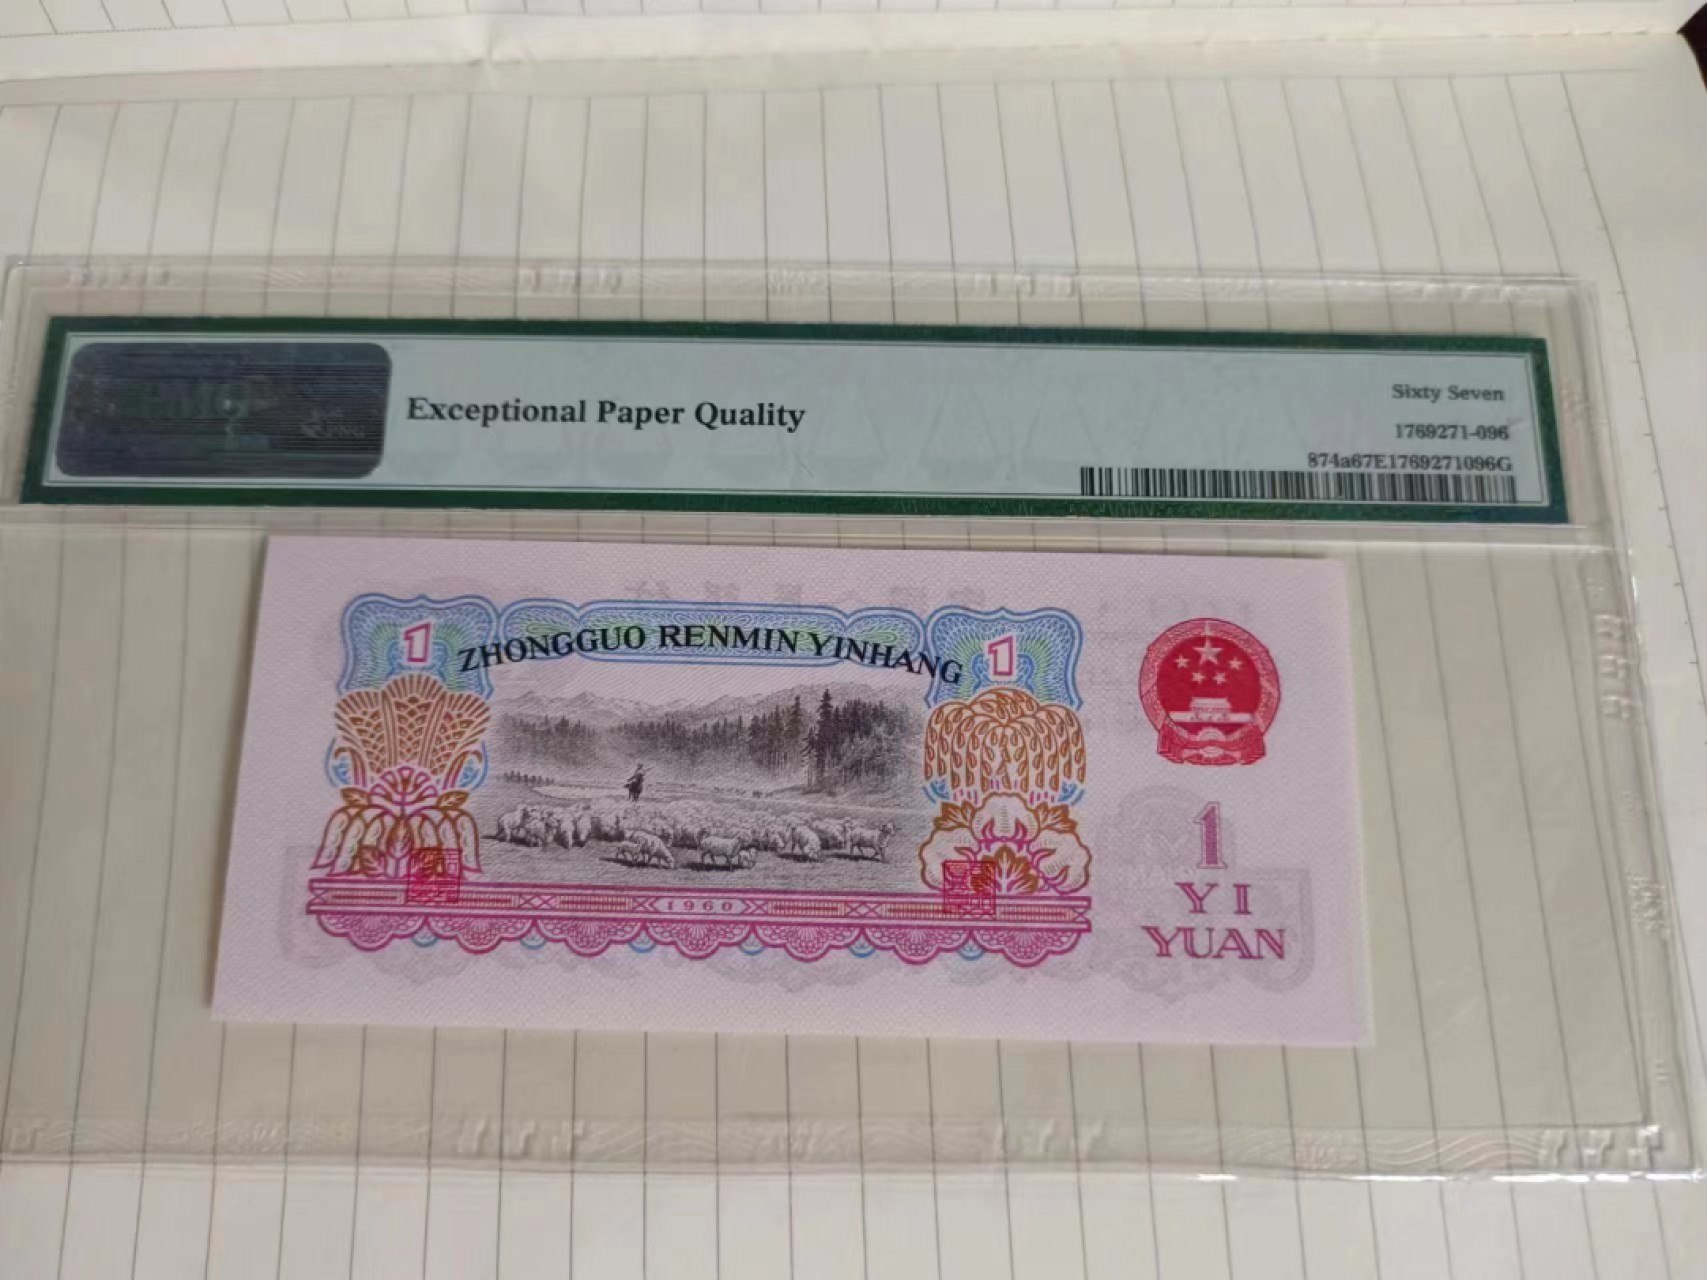 Exceptional Paper Quality
Sixty Seven
1769271-096
874a67E1769271096G
1
ZHONGGUO RENMIN YINHANG
1
1960
1
YI
YUAN